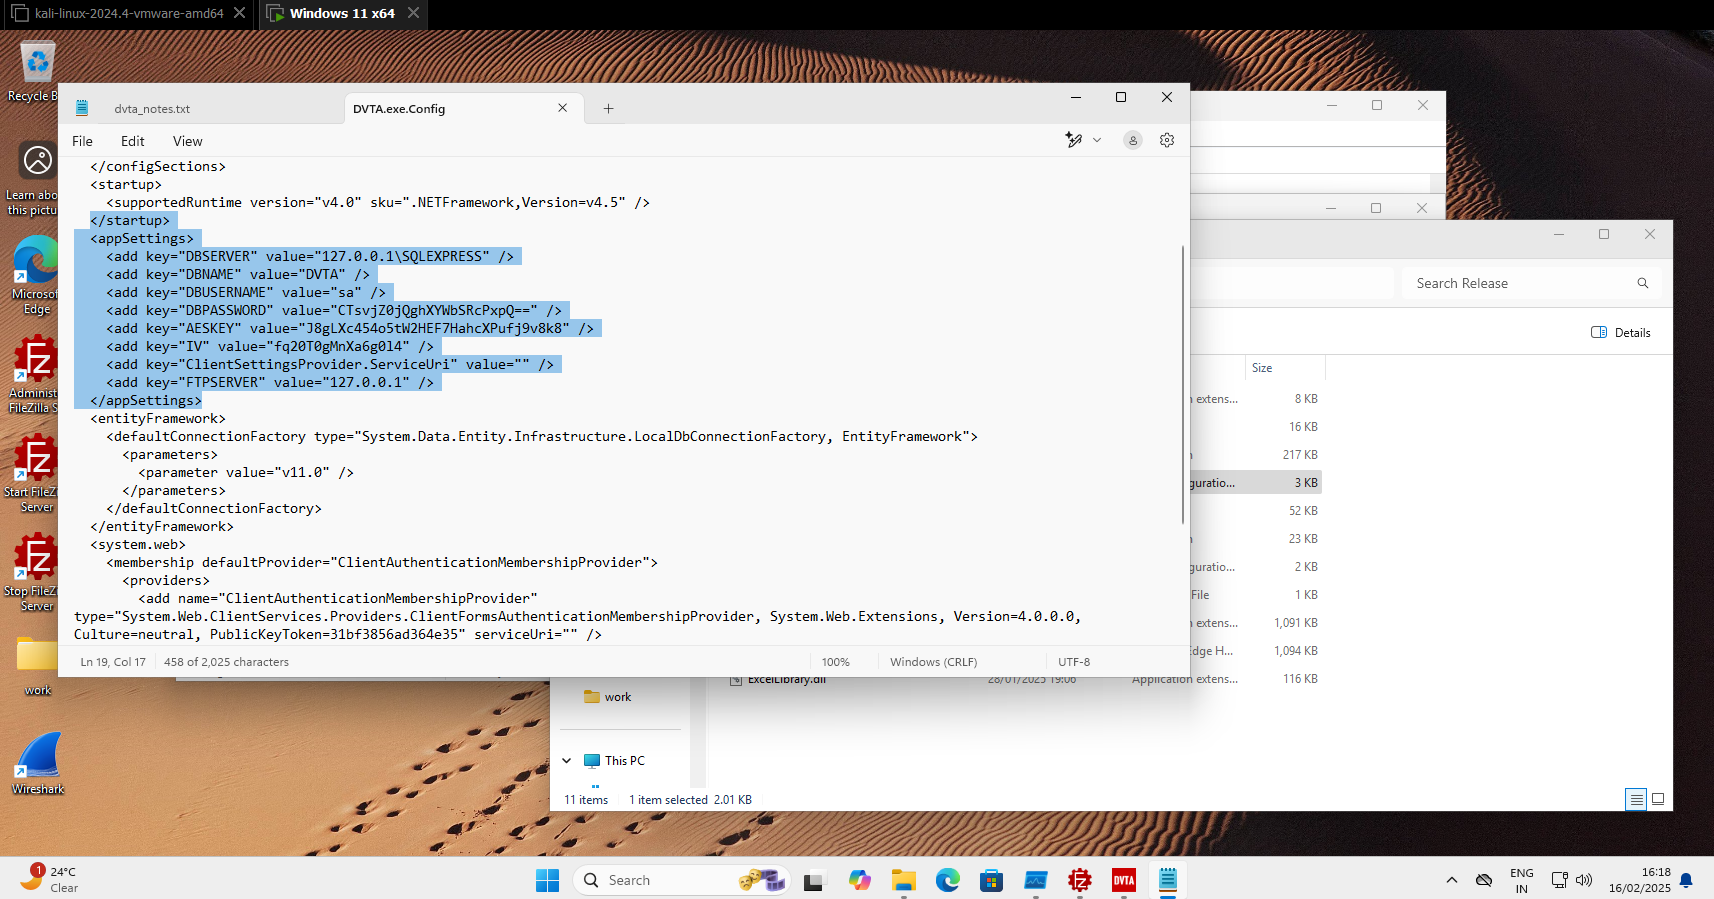 kali-linux-2024.4-vmware-amd64
Windows 11 x64
Recycle B
Learn abo
this pictu
Microsof
Edge
Administ
FileZilla S
Start FileZi
Server
Stop FileZi
Server
work
Wireshark
dvta_notes.txt
DVTA.exe.Config
File
Edit
View
</configSections>
<startup>
<supportedRuntime version="v4.0" sku=".NETFramework,Version=v4.5" />
</startup>
<appSettings>
<add key="DBSERVER" value="127.0.0.1\SQLEXPRESS" />
<add key="DBNAME" value="DVTA" />
<add key="DBUSERNAME" value="sa" />
<add key="DBPASSWORD" value="CTsvjZ0jQghXYWbSRcPxpQ==" />
<add key="AESKEY" value="J8gLXc454o5tW2HEF7HahcXPufj9v8k8" />
<add key="IV" value="fq20T0gMnXa6g0l4" />
<add key="ClientSettingsProvider.ServiceUri" value="" />
<add key="FTPSERVER" value="127.0.0.1" />
</appSettings>
<entityFramework>
<defaultConnectionFactory type="System.Data.Entity.Infrastructure.LocalDbConnectionFactory, EntityFramework">
<parameters>
<parameter value="v11.0" />
</parameters>
</defaultConnectionFactory>
</entityFramework>
<system.web>
<membership defaultProvider="ClientAuthenticationMembershipProvider">
<providers>
<add name="ClientAuthenticationMembershipProvider"
type="System.Web.ClientServices.Providers.ClientFormsAuthenticationMembershipProvider, System.Web.Extensions, Version=4.0.0.0,
Culture=neutral, PublicKeyToken=31bf3856ad364e35" serviceUri="" />
Ln 19, Col 17
458 of 2,025 characters
100%
Windows (CRLF)
UTF-8
Search Release
Details
Size
n extens... 8 KB
16 KB
217 KB
guratio... 3 KB
52 KB
23 KB
guratio... 2 KB
File 1 KB
n extens... 1,091 KB
dge H... 1,094 KB
ExcelLibrary.dll 28/01/2025 19:06 Application extens... 116 KB
work
This PC
11 items
1 item selected 2.01 KB
1
24°C
Clear
Search
DVTA
ENG
IN
16:18
16/02/2025